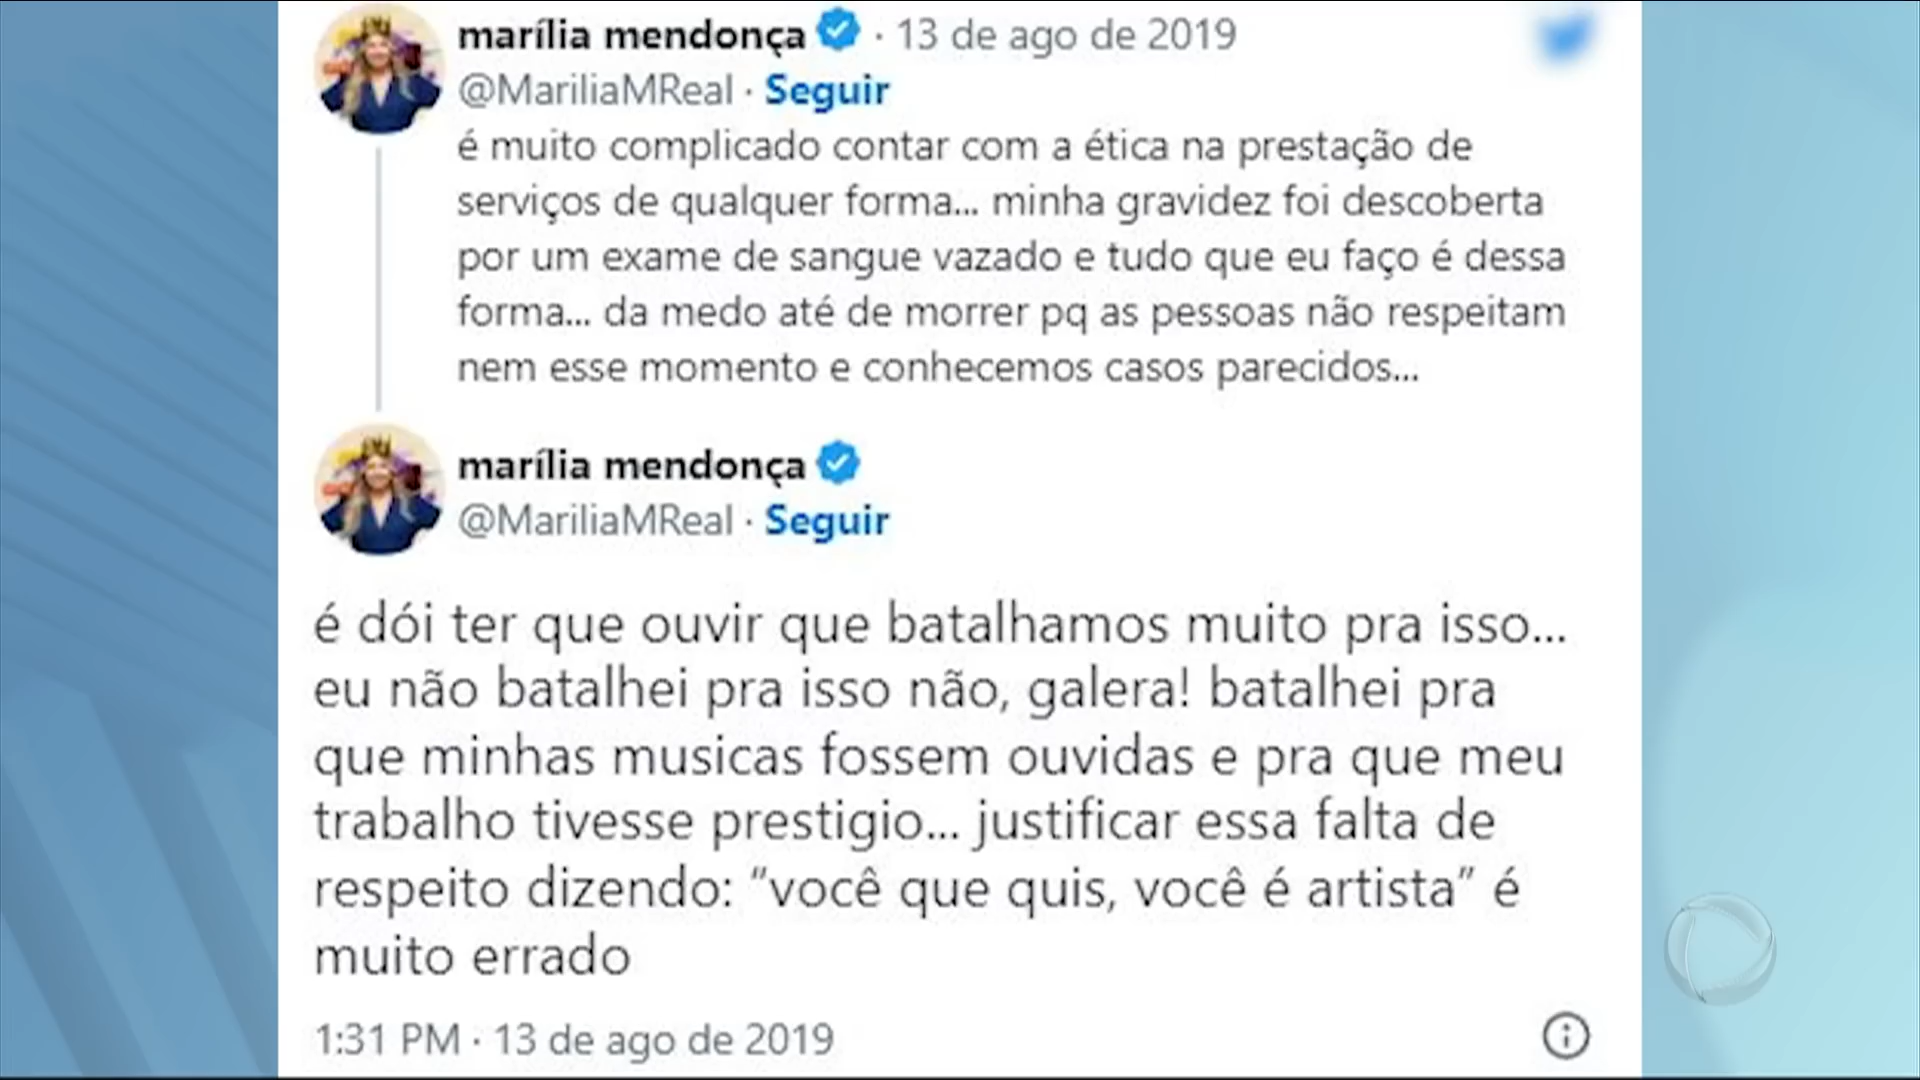 marília mendonça · 13 de ago de 2019
@MariliaMReal · Seguir
é muito complicado contar com a ética na prestação de
serviços de qualquer forma... minha gravidez foi descoberta
por um exame de sangue vazado e tudo que eu faço é dessa
forma... da medo até de morrer pq as pessoas não respeitam
nem esse momento e conhecemos casos parecidos...
marília mendonça
@MariliaMReal · Seguir
é dói ter que ouvir que batalhamos muito pra isso...
eu não batalhei pra isso não, galera! batalhei pra
que minhas musicas fossem ouvidas e pra que meu
trabalho tivesse prestigio... justificar essa falta de
respeito dizendo: "você que quis, você é artista" é
muito errado
1:31 PM · 13 de ago de 2019